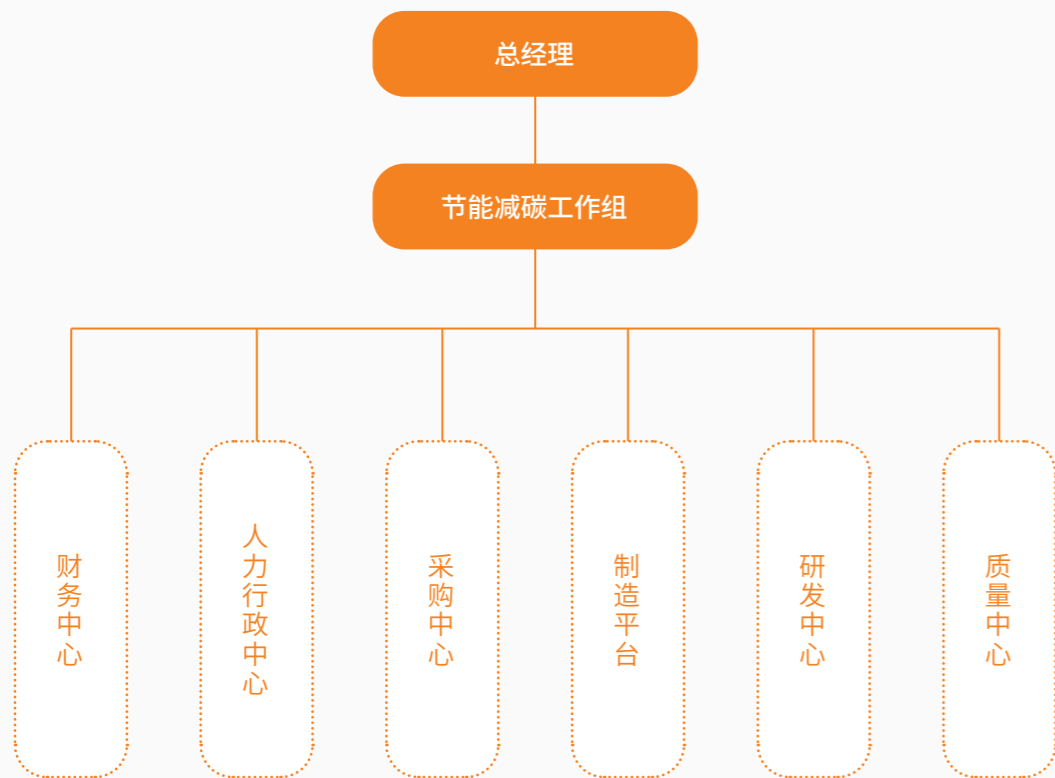 总经理
节能减碳工作组
财务中心
人力行政中心
采购中心
制造平台
研发中心
质量中心